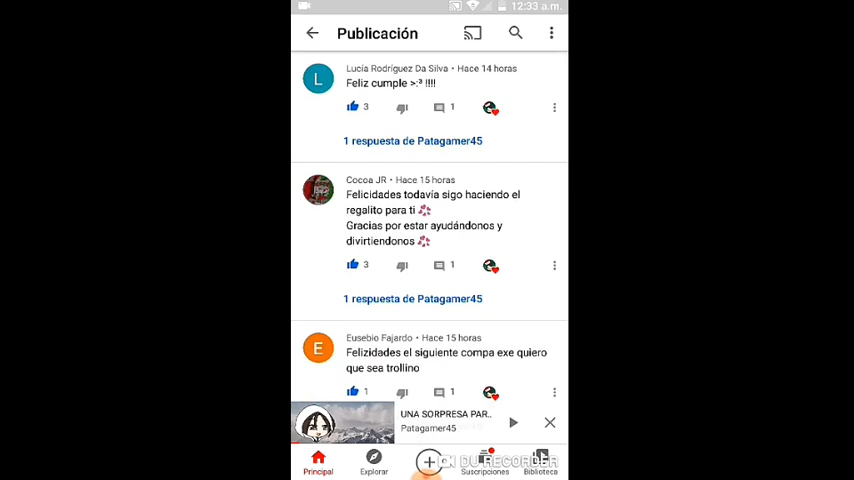 12:33 a.m.
Publicación
L
Lucía Rodríguez Da Silva • Hace 14 horas
Feliz cumple >:³ !!!!
3
1
1 respuesta de Patagamer45
Cocoa JR • Hace 15 horas
Felicidades todavía sigo haciendo el
regalito para ti
Gracias por estar ayudándonos y
divirtiendonos
3
1
1 respuesta de Patagamer45
E
Eusebio Fajardo • Hace 15 horas
Felizidades el siguiente compa exe quiero
que sea trollino
1
1
UNA SORPRESA PAR..
Patagamer45
DU RECORDER
Principal
Explorar
Suscripciones
Biblioteca